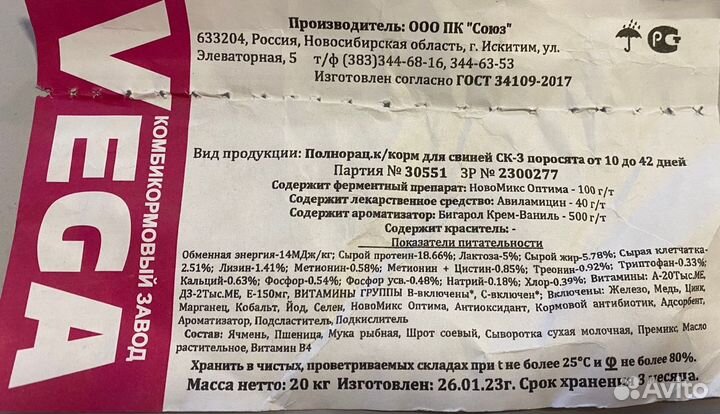 VEGA
КОМБИКОРМОВЫЙ ЗАВОД
Производитель: ООО ПК "Союз"
633204, Россия, Новосибирская область, г. Искитим, ул.
Элеваторная, 5 т/ф (383)344-68-16, 344-63-53
Изготовлен согласно ГОСТ 34109-2017
Вид продукции: Полнорац.к/корм для свиней СК-3 поросята от 10 до 42 дней
Партия № 30551 ЗР № 2300277
Содержит ферментный препарат: НовоМикс Оптима - 100 г/т
Содержит лекарственное средство: Авиламицин - 40 г/т
Содержит ароматизатор: Бигарол Крем-Ваниль - 500 г/т
Содержит краситель: -
Показатели питательности
Обменная энергия-14МДж/кг; Сырой протеин-18.66%; Лактоза-5%; Сырой жир-5.78%; Сырая клетчатка-
2.51%; Лизин-1.41%; Метионин-0.58%; Метионин + Цистин-0.85%; Треонин-0.92%; Триптофан-0.33%;
Кальций-0.63%; Фосфор-0.54%; Фосфор усв.-0.48%; Натрий-0.18%; Хлор-0.39%; Витамины: А-20Тыс.МЕ,
Д3-2Тыс.МЕ, Е-150мг, ВИТАМИНЫ ГРУППЫ В-включены*, С-включен*; Включены: Железо, Медь, Цинк,
Марганец, Кобальт, Йод, Селен, НовоМикс Оптима, Антиоксидант, Кормовой антибиотик, Адсорбент,
Ароматизатор, Подсластитель, Подкислитель
Состав: Ячмень, Пшеница, Мука рыбная, Шрот соевый, Сыворотка сухая молочная, Премикс, Масло
растительное, Витамин В4
Хранить в чистых, проветриваемых складах при t не более 25°С и φ не более 80%.
Масса нетто: 20 кг Изготовлен: 26.01.23г. Срок хранения 3 месяца.
Avito